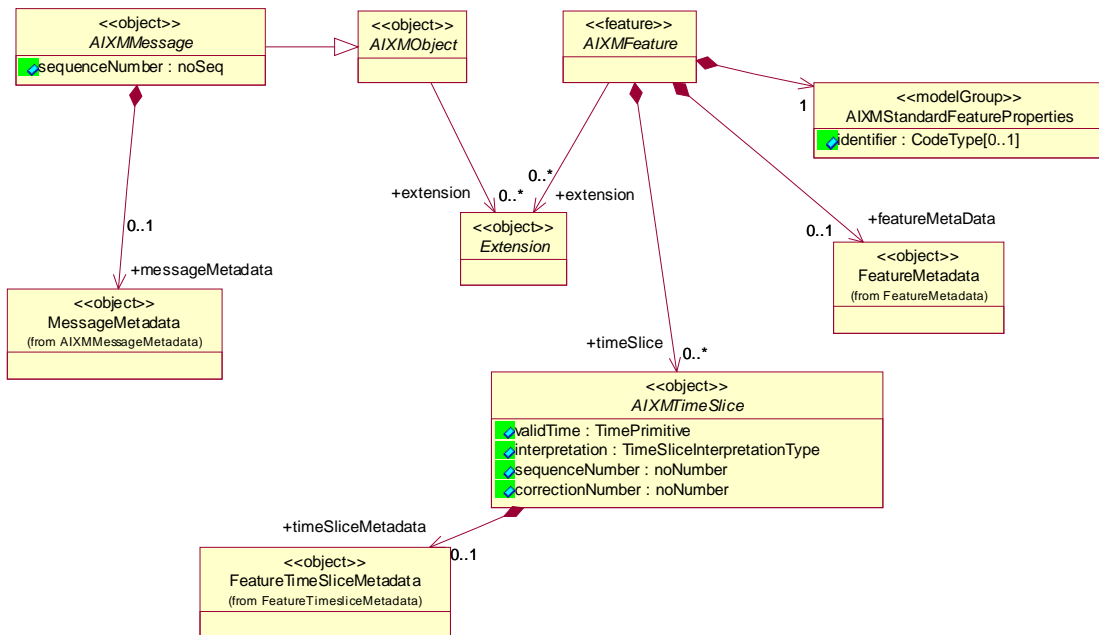 <<object>>
AIXMMessage
sequenceNumber : noSeq
<<object>>
AIXMObject
<<feature>>
AIXMFeature
<<modelGroup>>
AIXMStandardFeatureProperties
identifier : CodeType[0..1]
1
+extension
0..*
0..*
+extension
<<object>>
Extension
0..1
+messageMetadata
<<object>>
MessageMetadata
(from AIXMMessageMetadata)
+featureMetaData
0..1
<<object>>
FeatureMetadata
(from FeatureMetadata)
+timeSlice
0..*
<<object>>
AIXMTimeSlice
validTime : TimePrimitive
interpretation : TimeSliceInterpretationType
sequenceNumber : noNumber
correctionNumber : noNumber
+timeSliceMetadata
0..1
<<object>>
FeatureTimeSliceMetadata
(from FeatureTimesliceMetadata)